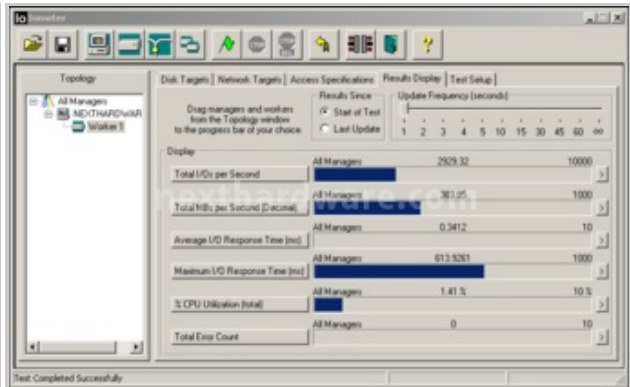 Iometer
Topology
All Managers
NEXTHARDWAR
Worker 1
Disk Targets
Network Targets
Access Specifications
Results Display
Test Setup
Drag managers and workers
from the Topology window
to the progress bar of your choice.
Results Since
Start of Test
Last Update
Update Frequency (seconds)
1 2 3 4 5 10 15 30 45 60 ∞
Display
All Managers 2929.32 10000
Total I/Os per Second
All Managers 383.95 1000
Total MBs per Second (Decimal)
All Managers 0.3412 10
Average I/O Response Time (ms)
All Managers 613.9261 1000
Maximum I/O Response Time (ms)
All Managers 1.41 % 10 %
% CPU Utilization (total)
All Managers 0 10
Total Error Count
nexthardware.com
Test Completed Successfully